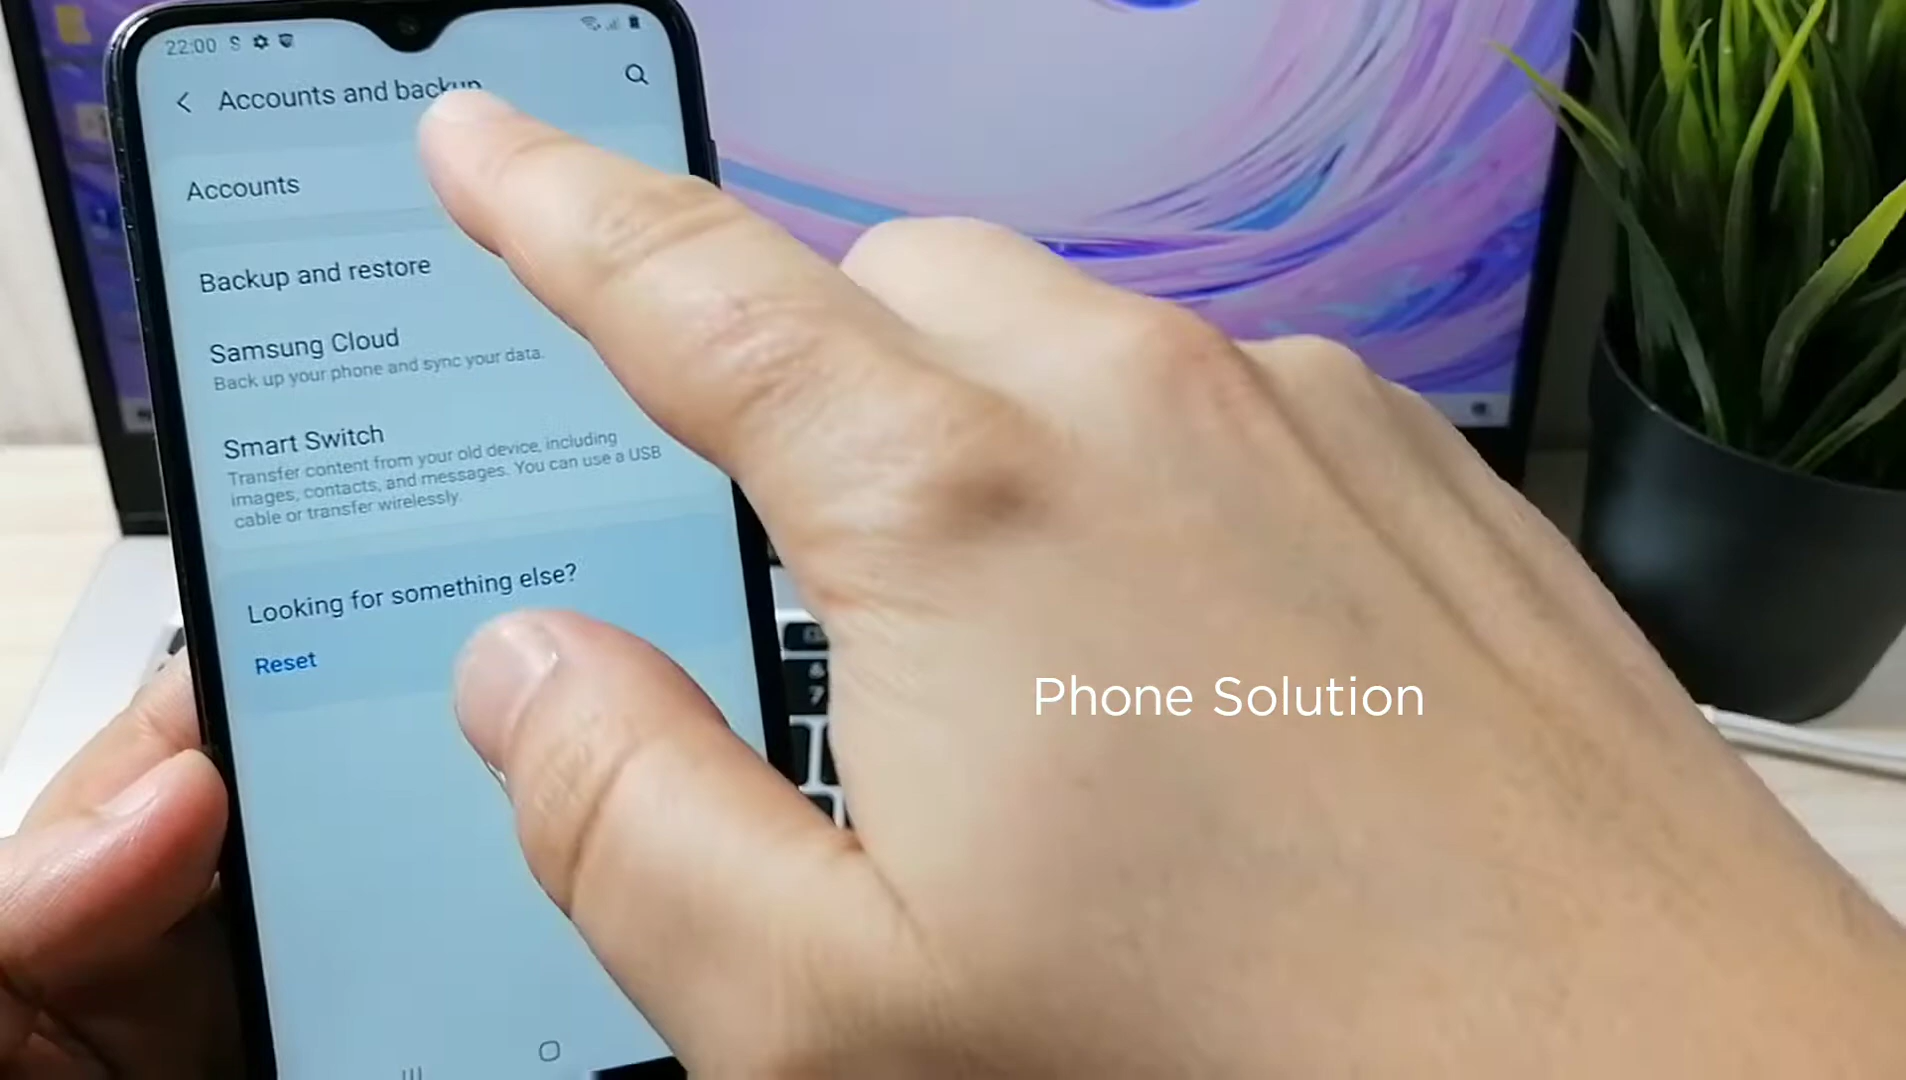 22:00
Accounts and backup
Accounts
Backup and restore
Samsung Cloud
Back up your phone and sync your data.
Smart Switch
Transfer content from your old device, including
images, contacts, and messages. You can use a USB
cable or transfer wirelessly.
Looking for something else?
Reset
Phone Solution
&
7